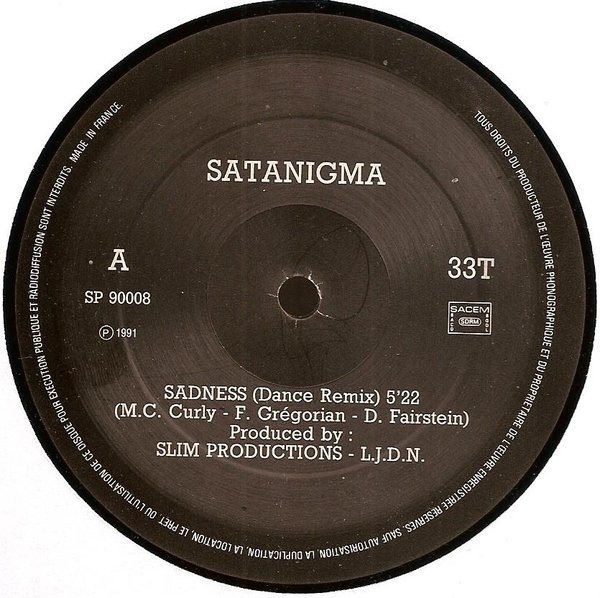 SATANIGMA
A
33T
SP 90008
℗ 1991
SACEM
SDRM
SADNESS (Dance Remix) 5'22
(M.C. Curly - F. Grégorian - D. Fairstein)
Produced by :
SLIM PRODUCTIONS - L.J.D.N.
TOUS DROITS DU PRODUCTEUR DE L'ŒUVRE PHONOGRAPHIQUE ET DU PROPRIETAIRE DE L'ŒUVRE ENREGISTREE RESERVES. SAUF AUTORISATION, LA DUPLICATION, LA LOCATION, LE PRET, OU L'UTILISATION DE CE DISQUE POUR EXECUTION PUBLIQUE ET RADIODIFFUSION SONT INTERDITS. MADE IN FRANCE.